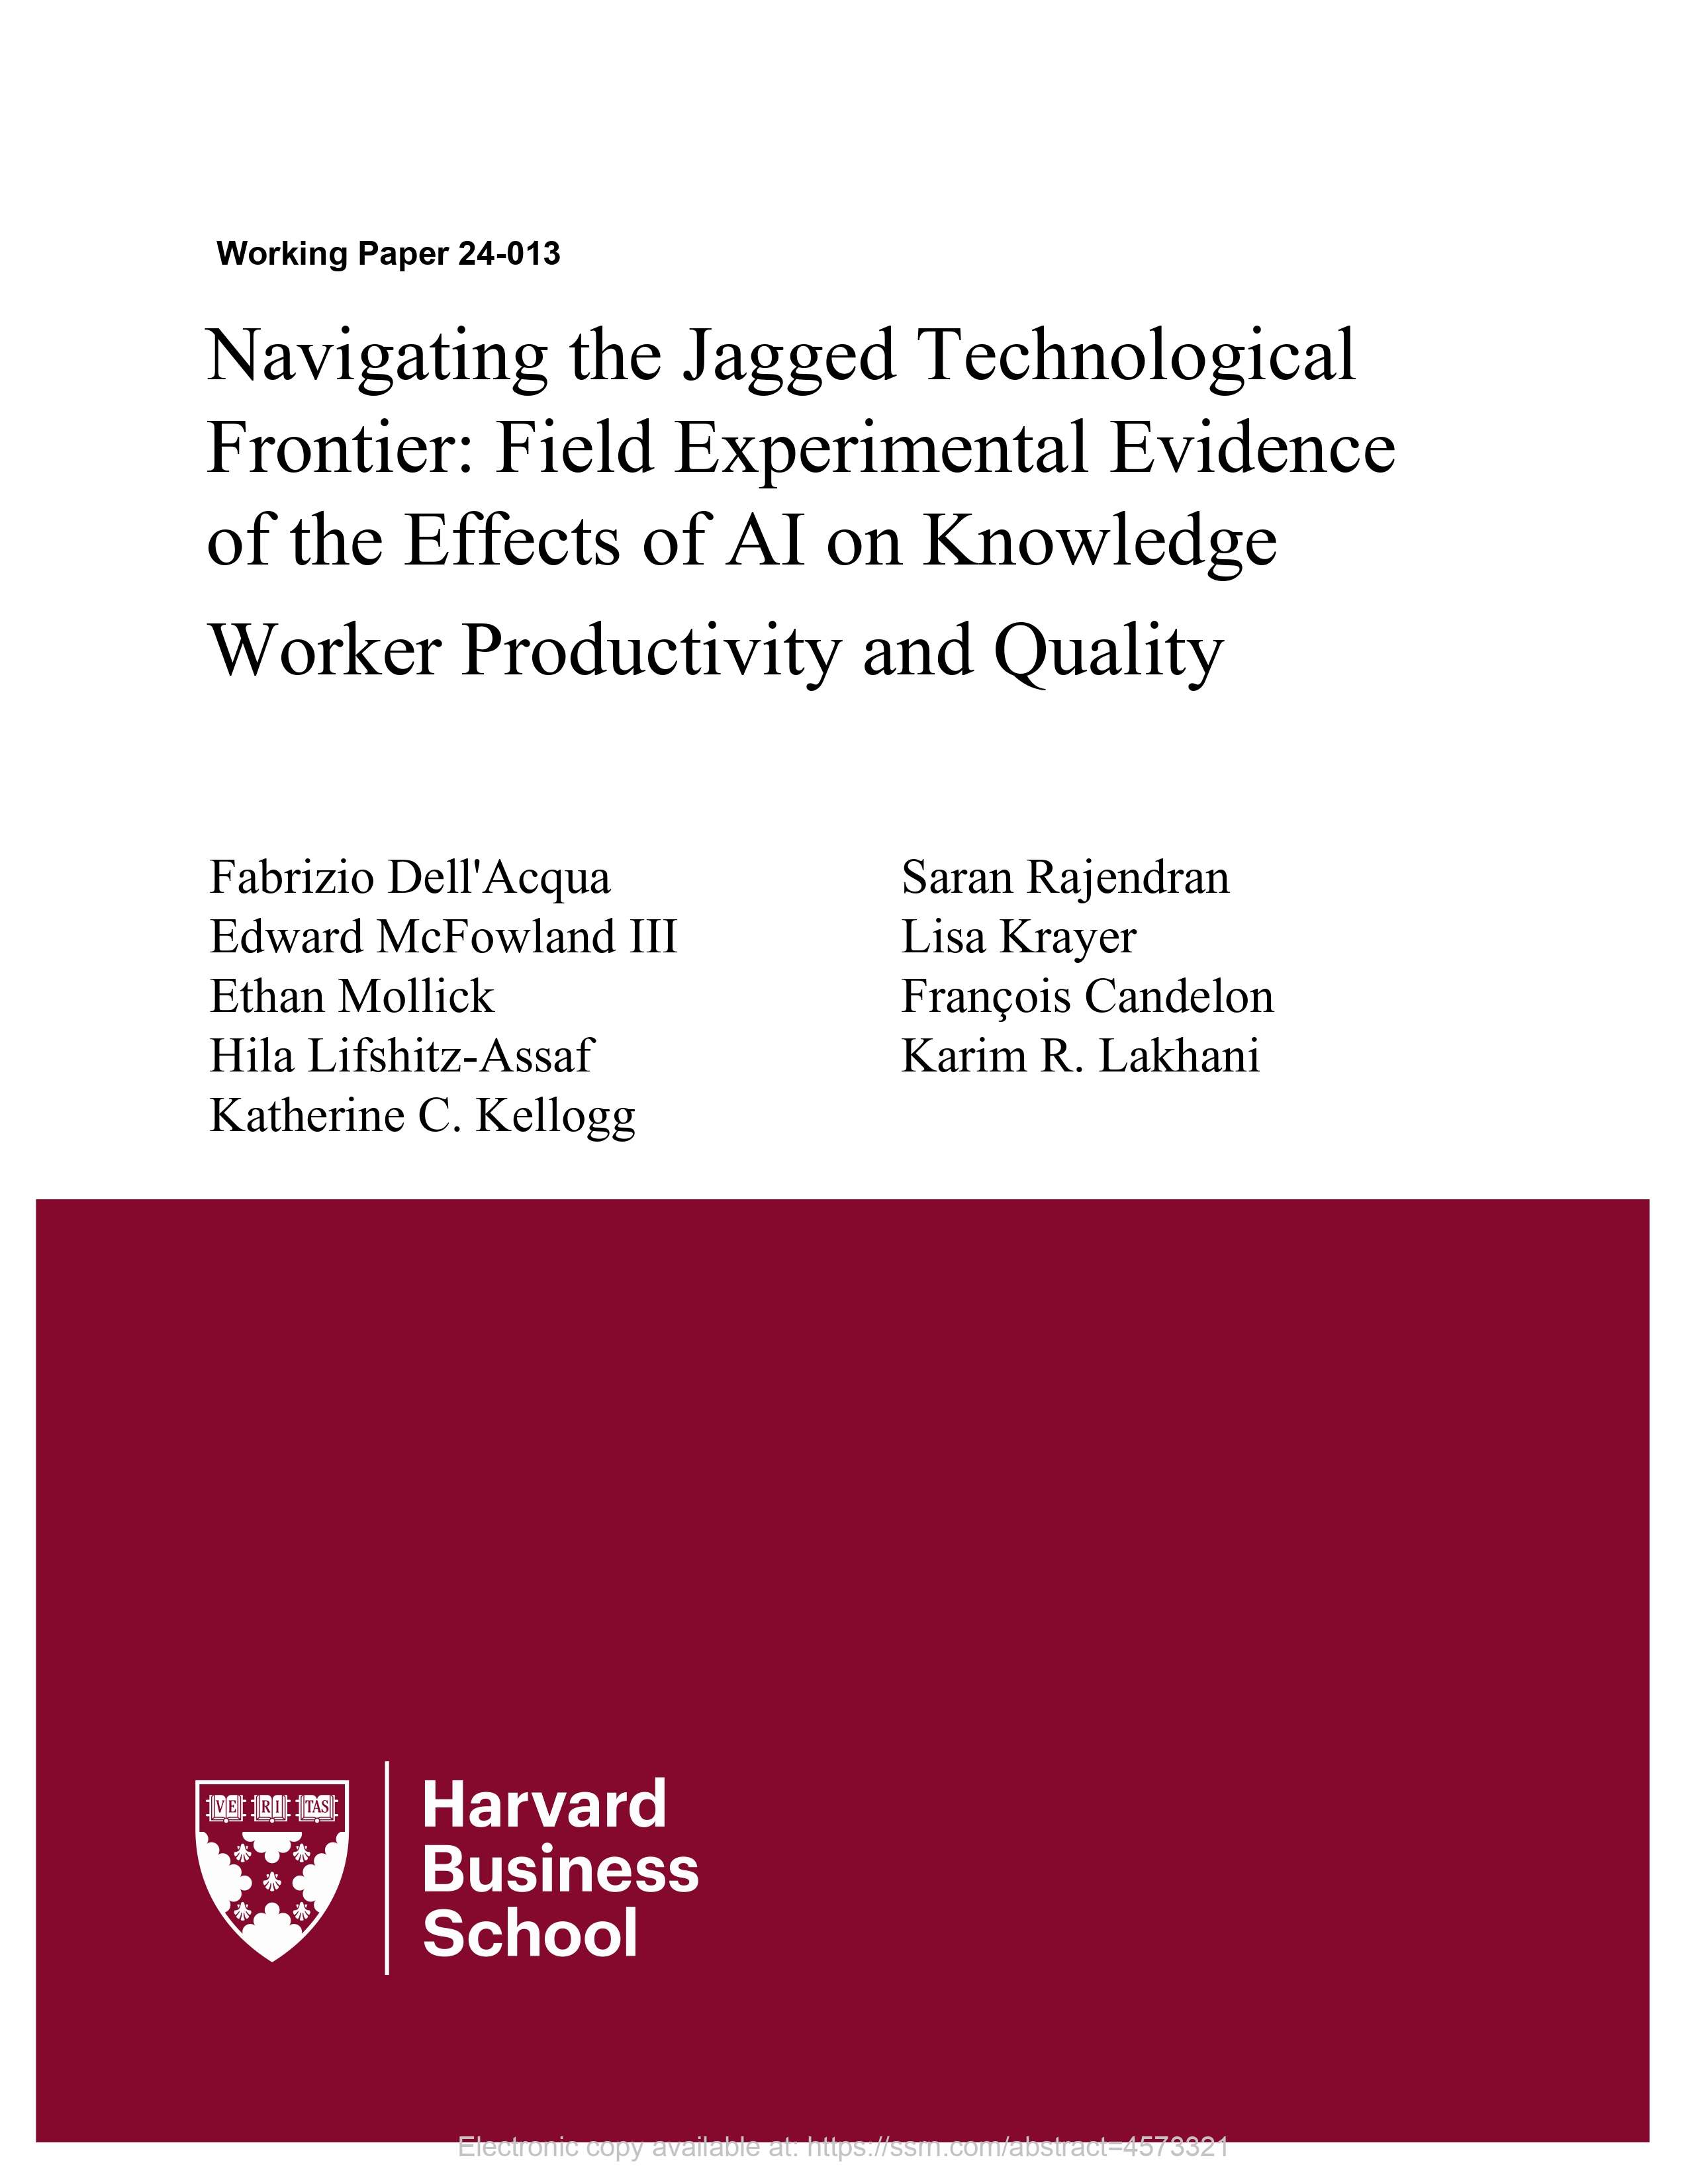 Working Paper 24-013
Navigating the Jagged Technological
Frontier: Field Experimental Evidence
of the Effects of AI on Knowledge
Worker Productivity and Quality
Fabrizio Dell'Acqua
Edward McFowland III
Ethan Mollick
Hila Lifshitz-Assaf
Katherine C. Kellogg
Saran Rajendran
Lisa Krayer
François Candelon
Karim R. Lakhani
VE RI TAS
Harvard
Business
School
Electronic copy available at: https://ssrn.com/abstract=4573321